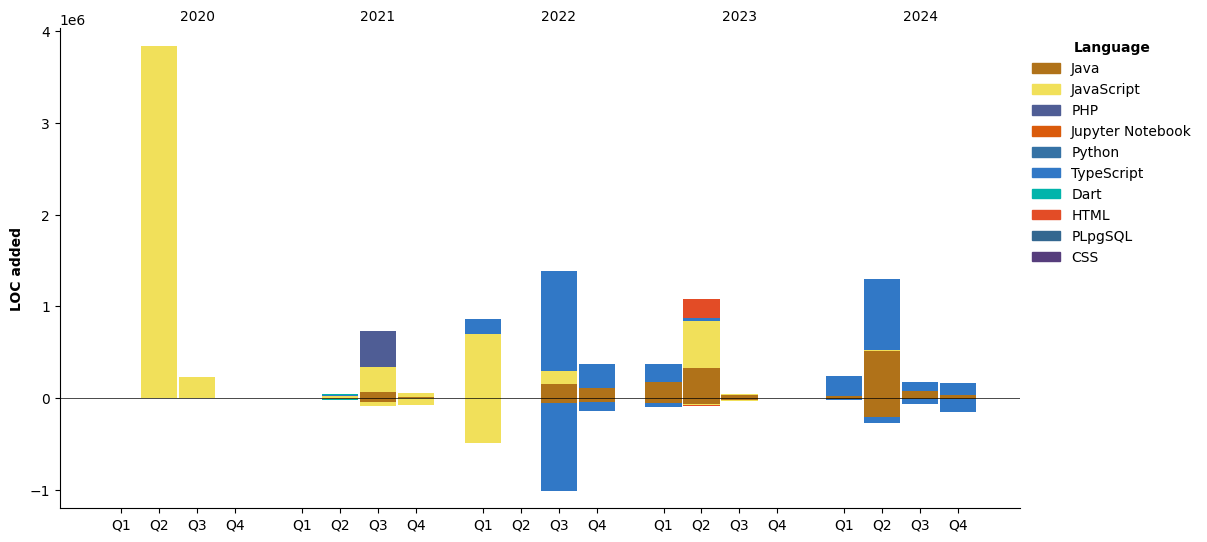 2020 2021 2022 2023 2024
1e6
4
3
2
1
0
−1
LOC added
Q1 Q2 Q3 Q4 Q1 Q2 Q3 Q4 Q1 Q2 Q3 Q4 Q1 Q2 Q3 Q4 Q1 Q2 Q3 Q4
Language
Java
JavaScript
PHP
Jupyter Notebook
Python
TypeScript
Dart
HTML
PLpgSQL
CSS